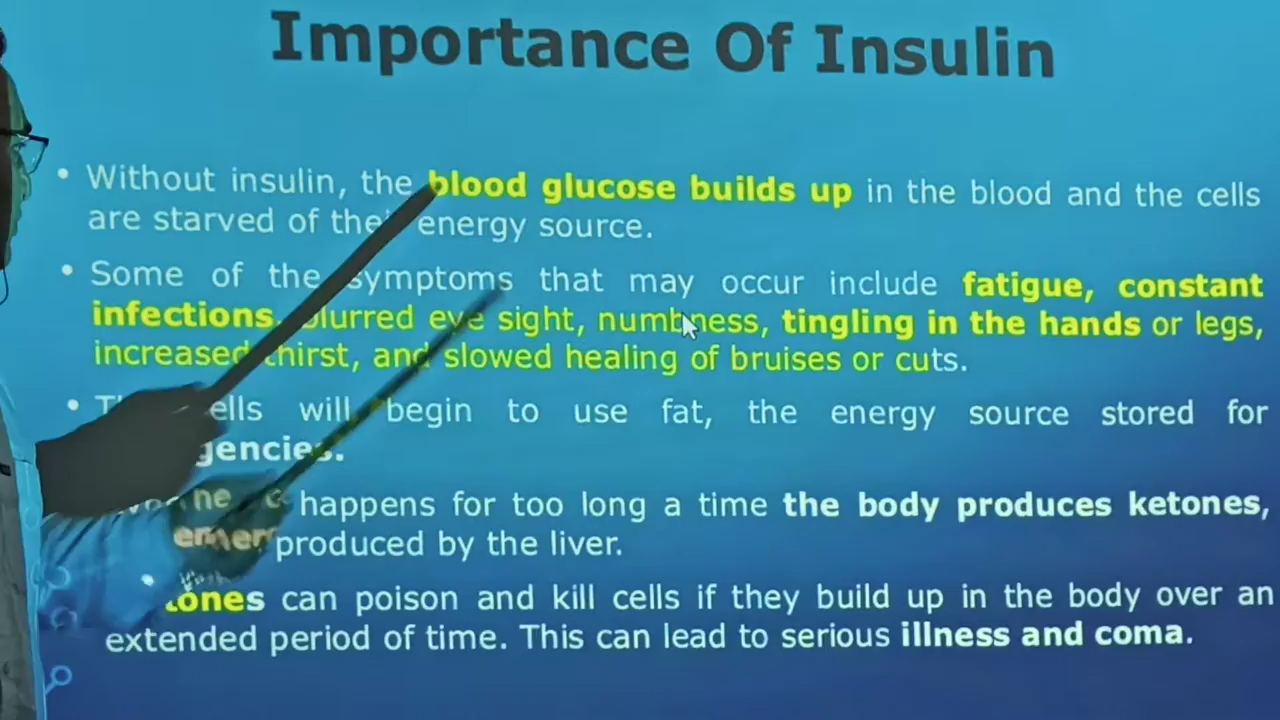 Importance Of Insulin
• Without insulin, the blood glucose builds up in the blood and the cells
are starved of their energy source.
• Some of the symptoms that may occur include fatigue, constant
infections, blurred eye sight, numbness, tingling in the hands or legs,
increased thirst, and slowed healing of bruises or cuts.
• cells will begin to use fat, the energy source stored for
happens for too long a time the body produces ketones,
produced by the liver.
can poison and kill cells if they build up in the body over an
extended period of time. This can lead to serious illness and coma.